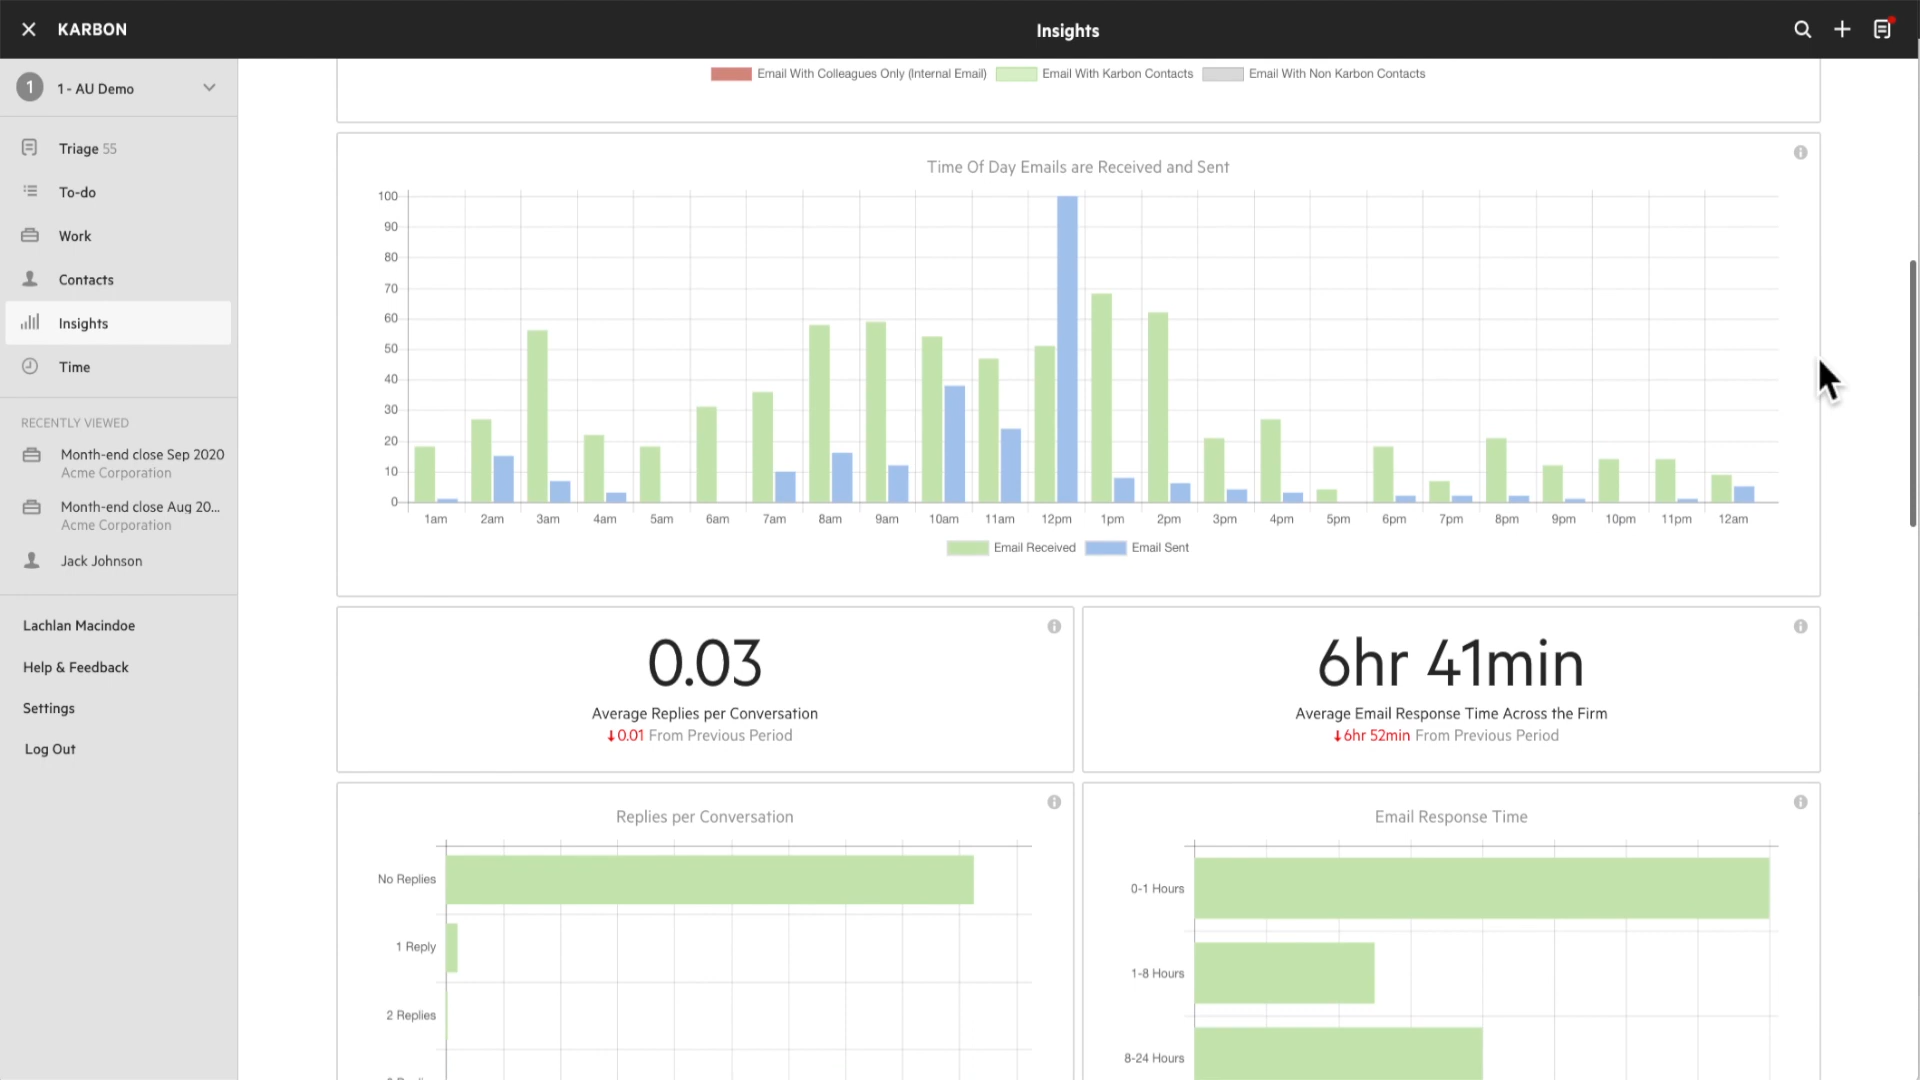 KARBON
Insights
1
1 - AU Demo
Triage 55
To-do
Work
Contacts
Insights
Time
RECENTLY VIEWED
Month-end close Sep 2020
Acme Corporation
Month-end close Aug 20...
Acme Corporation
Jack Johnson
Lachlan Macindoe
Help & Feedback
Settings
Log Out
Email With Colleagues Only (Internal Email) Email With Karbon Contacts Email With Non Karbon Contacts
Time Of Day Emails are Received and Sent
100
90
80
70
60
50
40
30
20
10
0
1am 2am 3am 4am 5am 6am 7am 8am 9am 10am 11am 12pm 1pm 2pm 3pm 4pm 5pm 6pm 7pm 8pm 9pm 10pm 11pm 12am
Email Received Email Sent
0.03
Average Replies per Conversation
↓0.01 From Previous Period
6hr 41min
Average Email Response Time Across the Firm
↓6hr 52min From Previous Period
Replies per Conversation
No Replies
1 Reply
2 Replies
Email Response Time
0-1 Hours
1-8 Hours
8-24 Hours